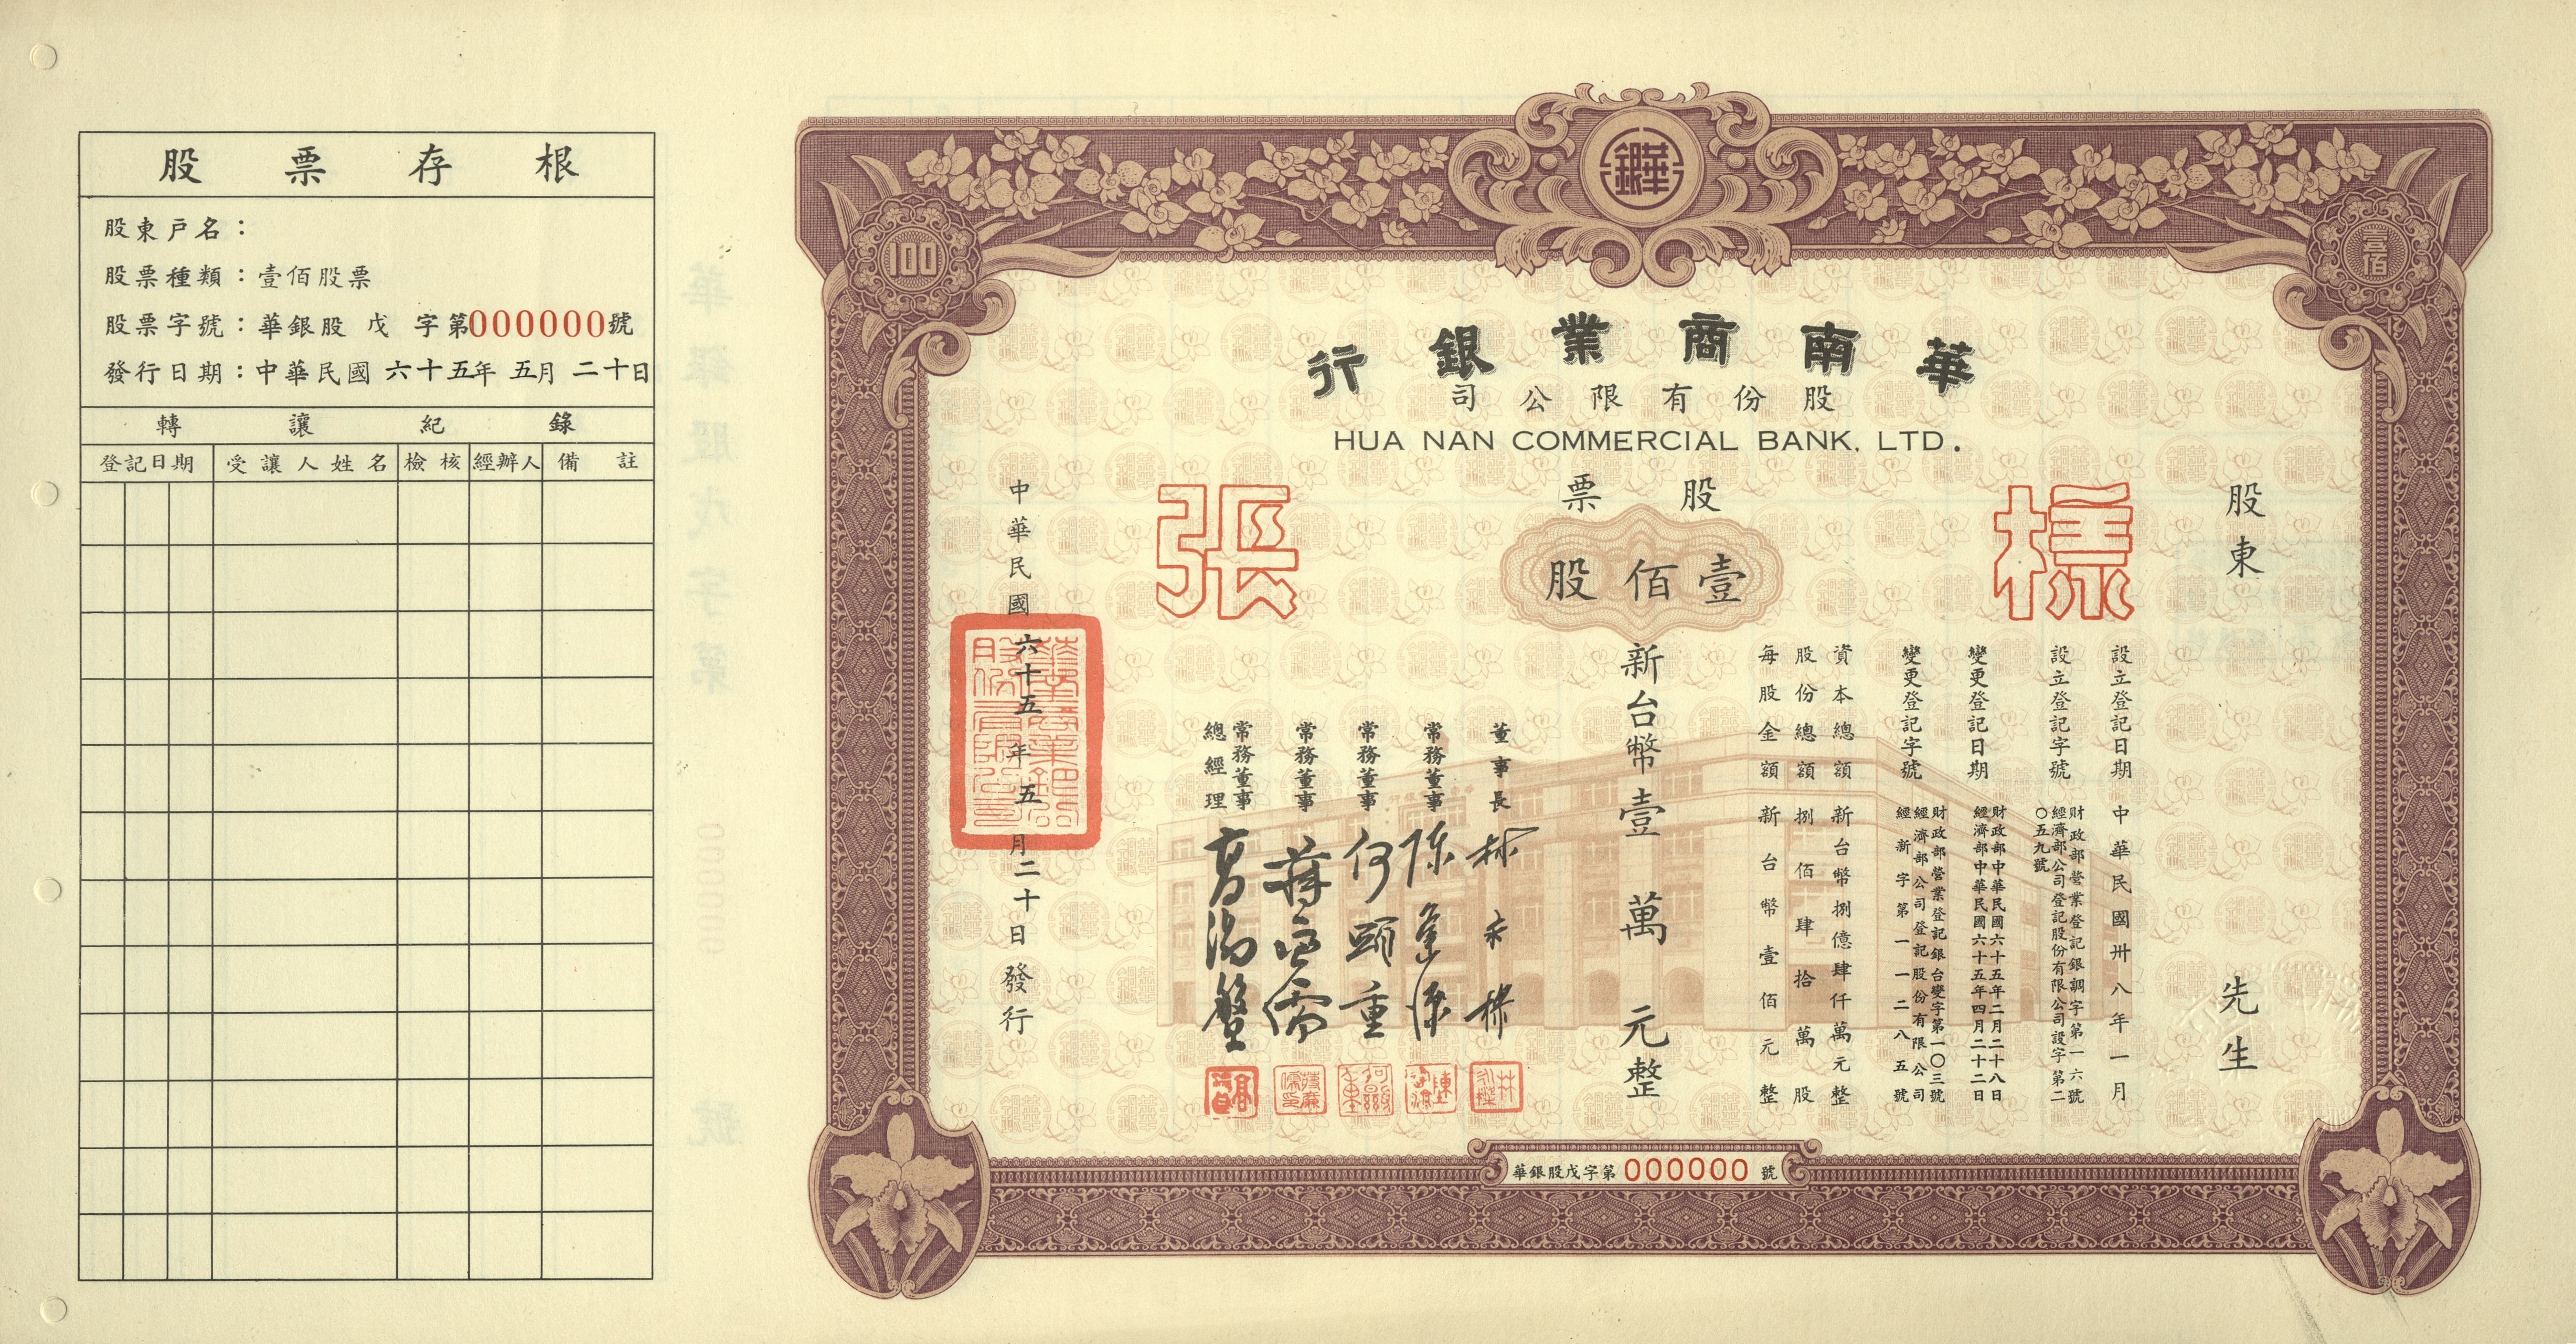 股票存根
股東戶名：
股票種類：壹佰股票
股票字號：華銀股 戊 字第000000號
發行日期：中華民國 六十五年 五月 二十日
轉讓紀錄
登記日期 受讓人姓名 檢核 經辦人 備註
100
華銀
壹佰
華南商業銀行
股份有限公司
HUA NAN COMMERCIAL BANK, LTD.
股票
樣張
壹佰股
股東 先生
設立登記日期 中華民國卅八年一月
設立登記字號 財政部營業登記銀調字第一六號
經濟部公司登記股份有限公司設字第二
〇五九號
變更登記日期 財政部中華民國六十五年二月二十八日
經濟部中華民國六十五年四月二十二日
變更登記字號 財政部營業登記銀台變字第一〇三號
經濟部公司登記股份有限公司
經新字第一一二八五號
資本總額 新台幣捌億肆仟萬元整
股份總額 捌佰肆拾萬股
每股金額 新台幣壹佰元整
新台幣壹萬元整
董事長
常務董事
常務董事 何顯重
常務董事
常務董事
總經理
中華民國六十五年五月二十日發行
華銀股戊字第000000號